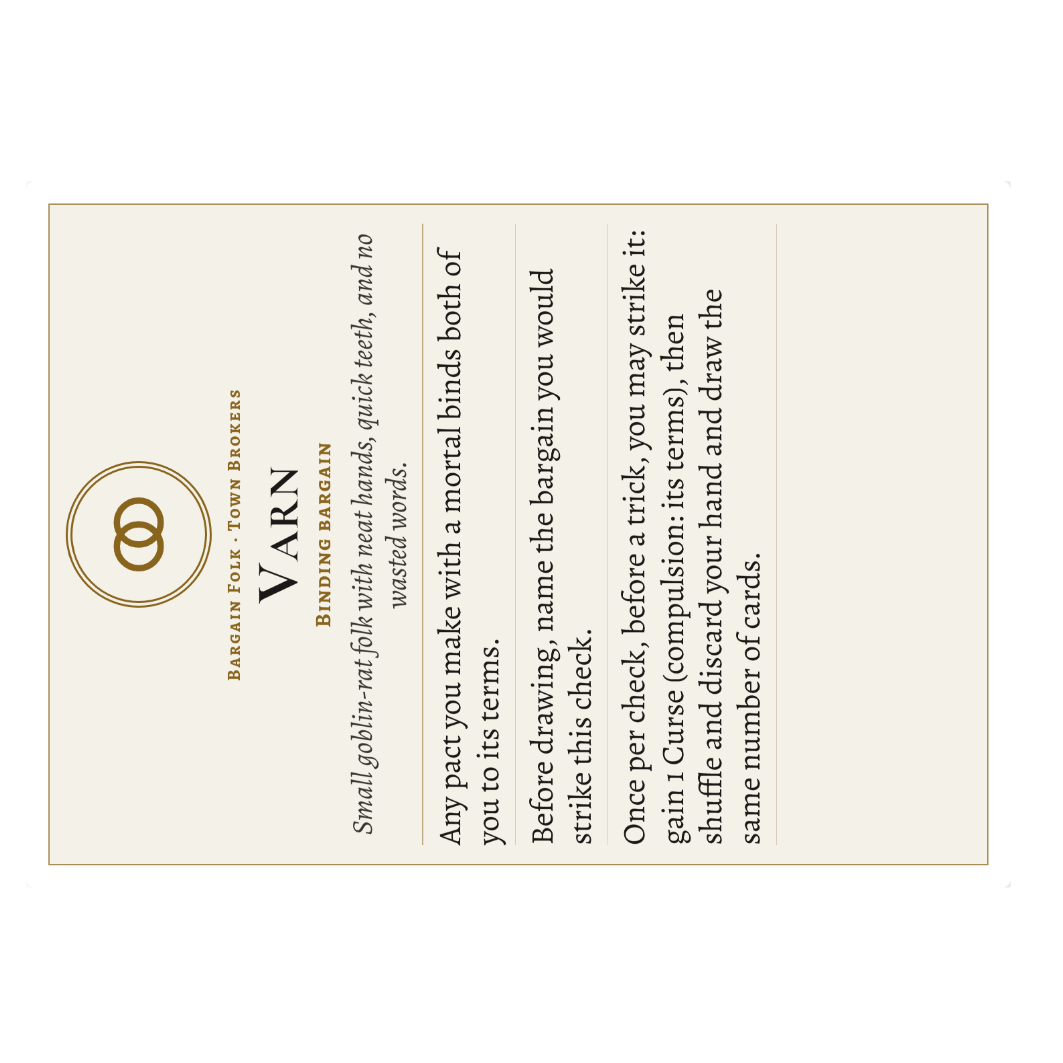 Bargain Folk · Town Brokers
Varn
Binding bargain
Small goblin-rat folk with neat hands, quick teeth, and no
wasted words.
Any pact you make with a mortal binds both of
you to its terms.
Before drawing, name the bargain you would
strike this check.
Once per check, before a trick, you may strike it:
gain 1 Curse (compulsion: its terms), then
shuffle and discard your hand and draw the
same number of cards.